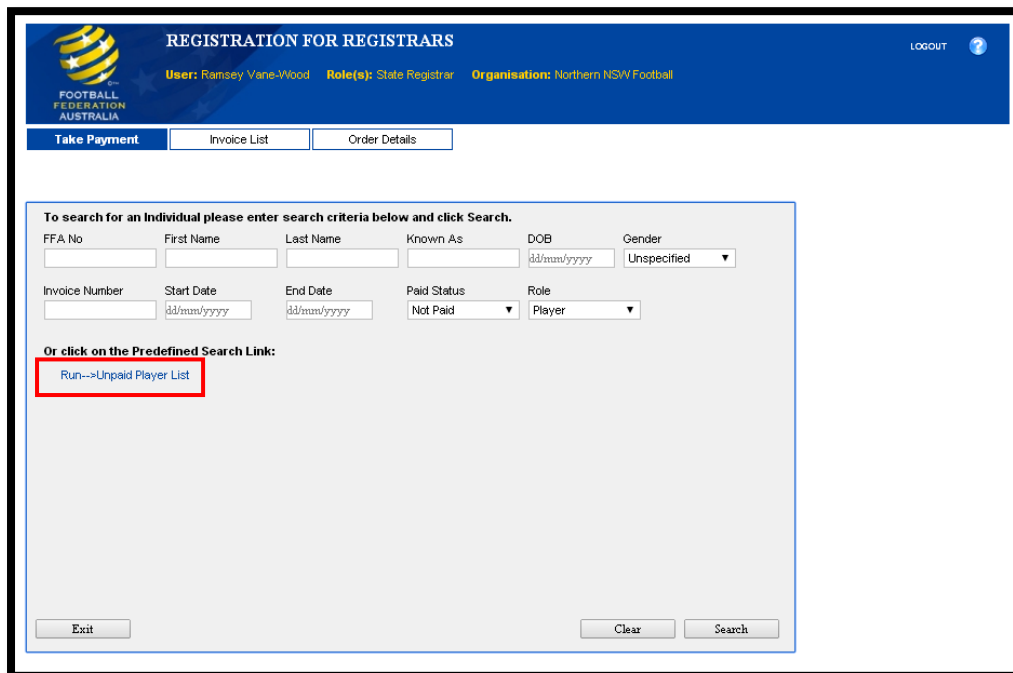 REGISTRATION FOR REGISTRARS
LOGOUT ?
User: Ramsey Vane-Wood Role(s): State Registrar Organisation: Northern NSW Football
FOOTBALL
FEDERATION
AUSTRALIA
Take Payment Invoice List Order Details
To search for an Individual please enter search criteria below and click Search.
FFA No First Name Last Name Known As DOB Gender
dd/mm/yyyy Unspecified
Invoice Number Start Date End Date Paid Status Role
dd/mm/yyyy dd/mm/yyyy Not Paid Player
Or click on the Predefined Search Link:
Run-->Unpaid Player List
Exit Clear Search